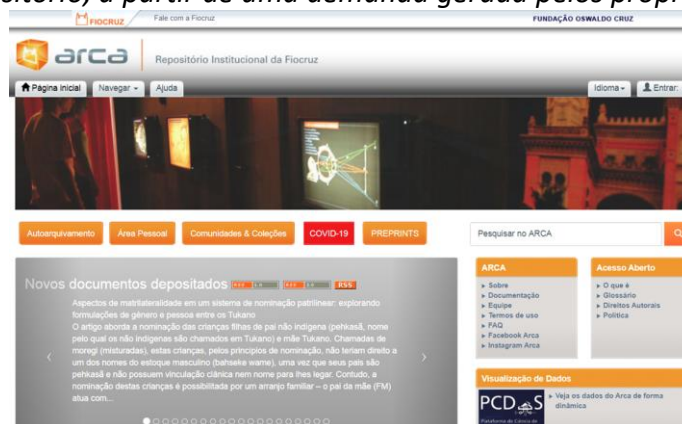 sitório, a partir de uma demanda gerada pelos própri
FIOCRUZ
Fale com a Fiocruz
FUNDAÇÃO OSWALDO CRUZ
arca
Repositório Institucional da Fiocruz
Página inicial
Navegar
Ajuda
Idioma
Entrar:
Autoarquivamento
Área Pessoal
Comunidades & Coleções
COVID-19
PREPRINTS
Pesquisar no ARCA
Novos documentos depositados
RSS
Aspectos de matrilateralidade em um sistema de nominação patrilinear: explorando
formulações de gênero e pessoa entre os Tukano
O artigo aborda a nominação das crianças filhas de pai não indígena (pehkasã, nome
pelo qual os não indígenas são chamados em Tukano) e mãe Tukano. Chamadas de
moregi (misturadas), estas crianças, pelos princípios de nominação, não teriam direito a
um dos nomes do estoque masculino (bahseke wame), uma vez que seus pais são
pehkasã e não possuem vinculação clânica nem nome para lhes legar. Contudo, a
nominação destas crianças é possibilitada por um arranjo familiar – o pai da mãe (FM)
atua com...
ARCA
Sobre
Documentação
Equipe
Termos de uso
FAQ
Facebook Arca
Instagram Arca
Acesso Aberto
O que é
Glossário
Direitos Autorais
Política
Visualização de Dados
PCDaS
Veja os dados do Arca de forma
dinâmica